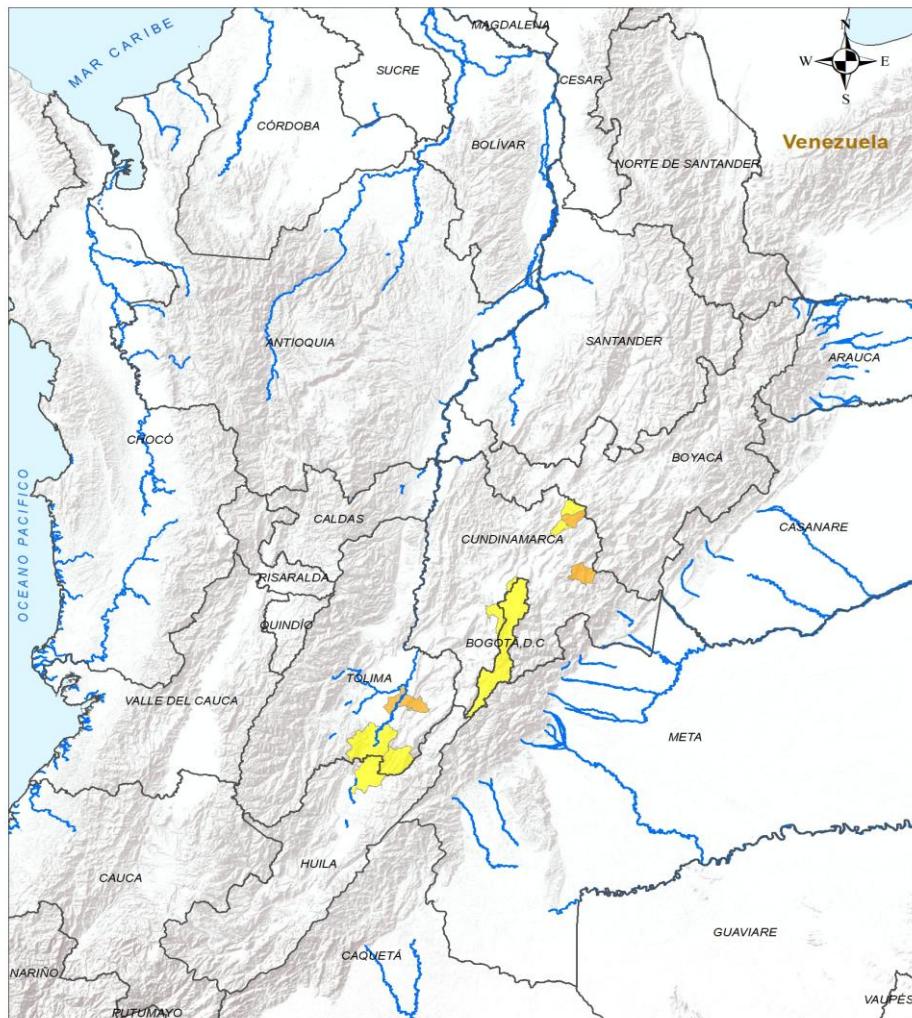 MAGDALENA
N
MAR CARIBE
W
E
S
SUCRE
CESAR
CÓRDOBA
BOLÍVAR
Venezuela
NORTE DE SANTANDER
ANTIOQUIA
SANTANDER
ARAUCA
CHOCÓ
BOYACÁ
OCEANO PACIFICO
CALDAS
CUNDINAMARCA
CASANARE
RISARALDA
QUINDÍO
BOGOTÁ, D.C
TOLIMA
VALLE DEL CAUCA
META
HUILA
CAUCA
GUAVIARE
CAQUETÁ
NARIÑO
VAUPÉS
PUTUMAYO